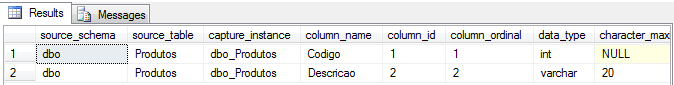 Results Messages
source_schema source_table capture_instance column_name column_id column_ordinal data_type character_max
1 dbo Produtos dbo_Produtos Codigo 1 1 int NULL
2 dbo Produtos dbo_Produtos Descricao 2 2 varchar 20